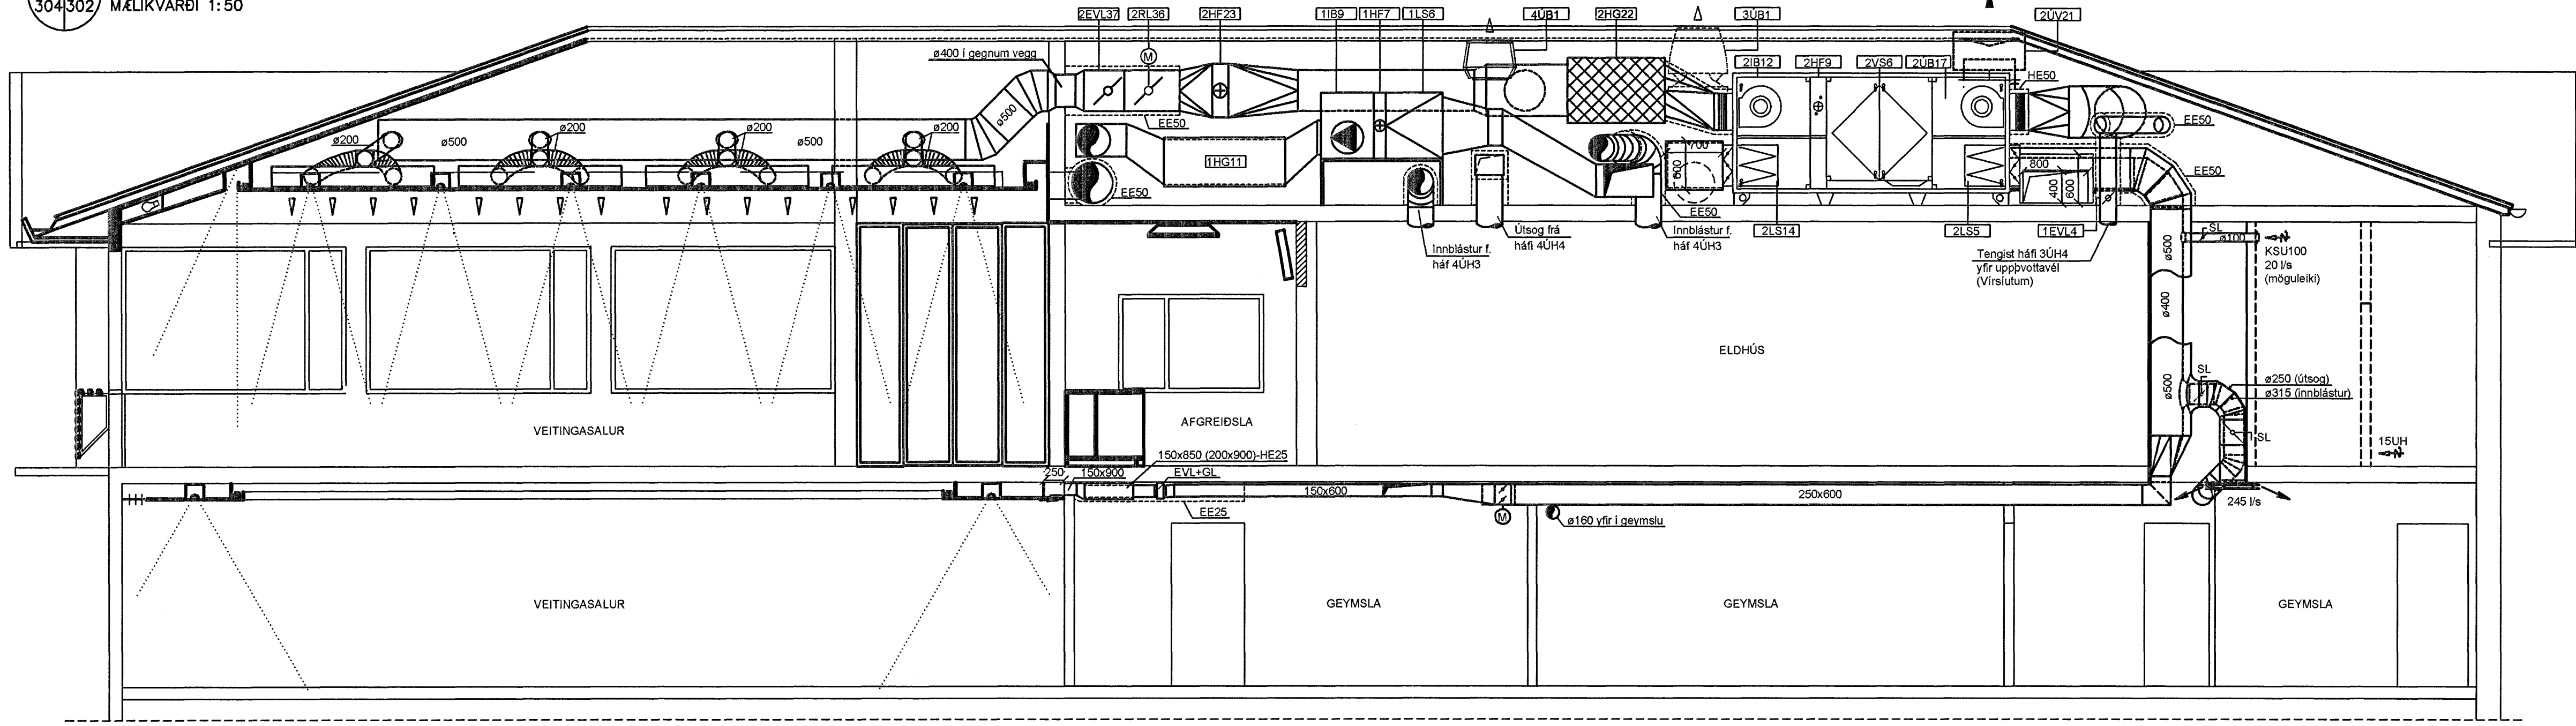 304 302 MÆLIKVARÐI 1:50
2EVL37 2RL36 2HF23 1IB9 1HF7 1LS6 4ÚB1 2HG22 3ÚB1 2ÚV21
ø400 í gegnum vegg
M
2IB12 2HF9 2VS6 2ÚB17
HE50
ø500
EE50
EE50
ø200 ø500 ø200 ø200 ø500 ø200
1HG11
700
600
800
400
600
EE50
EE50
EE50
2LS14 2LS5 1EVL4
Innblástur f.
háf 4ÚH3
Útsog frá
háfi 4ÚH4
Innblástur f.
háf 4ÚH3
Tengist háfi 3ÚH4
yfir uppþvottavél
(Vírsíuturn)
SL
ø100
KSU100
20 l/s
(möguleiki)
ø500
ø400
ø500
ELDHÚS
SL
ø250 (útsog)
ø315 (innblástur)
SL
15UH
VEITINGASALUR
AFGREIÐSLA
150x850 (200x900)-HE25
250 150x900 EVL+GL
150x600
250x600
245 l/s
EE25
M
ø160 yfir í geymslu
VEITINGASALUR
GEYMSLA
GEYMSLA
GEYMSLA